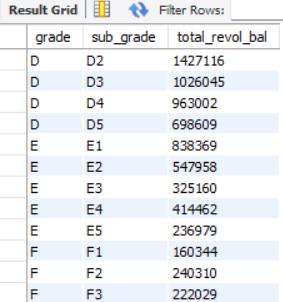 Result Grid Filter Rows:
grade sub_grade total_revol_bal
D D2 1427116
D D3 1026045
D D4 963002
D D5 698609
E E1 838369
E E2 547958
E E3 325160
E E4 414462
E E5 236979
F F1 160344
F F2 240310
F F3 222029